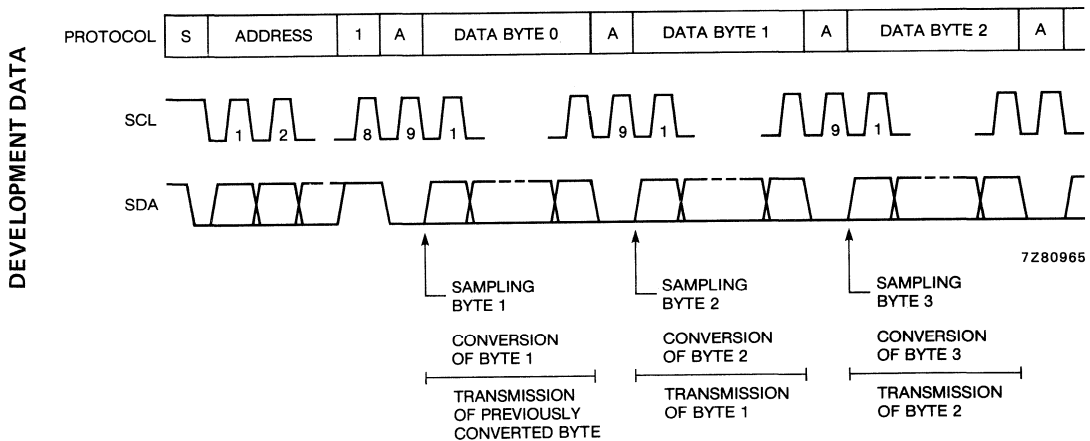 DEVELOPMENT DATA
PROTOCOL S ADDRESS 1 A DATA BYTE 0 A DATA BYTE 1 A DATA BYTE 2 A
SCL 1 2 8 9 1 9 1 9 1
SDA
7Z80965
SAMPLING BYTE 1
SAMPLING BYTE 2
SAMPLING BYTE 3
CONVERSION OF BYTE 1
CONVERSION OF BYTE 2
CONVERSION OF BYTE 3
TRANSMISSION OF PREVIOUSLY CONVERTED BYTE
TRANSMISSION OF BYTE 1
TRANSMISSION OF BYTE 2